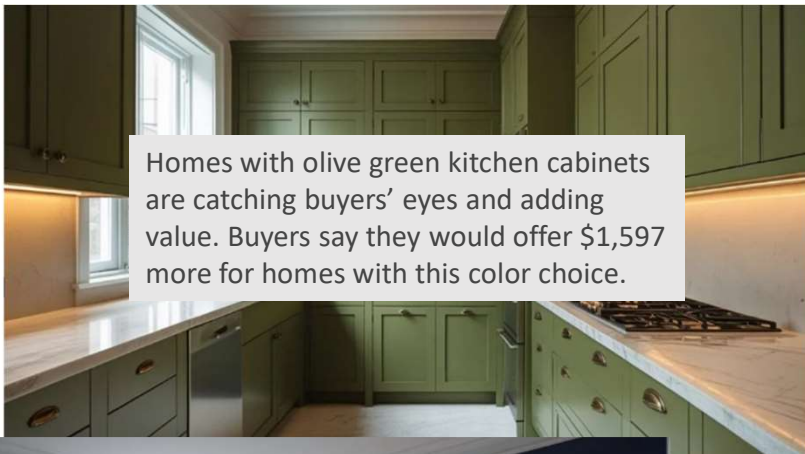 Homes with olive green kitchen cabinets
are catching buyers’ eyes and adding
value. Buyers say they would offer $1,597
more for homes with this color choice.